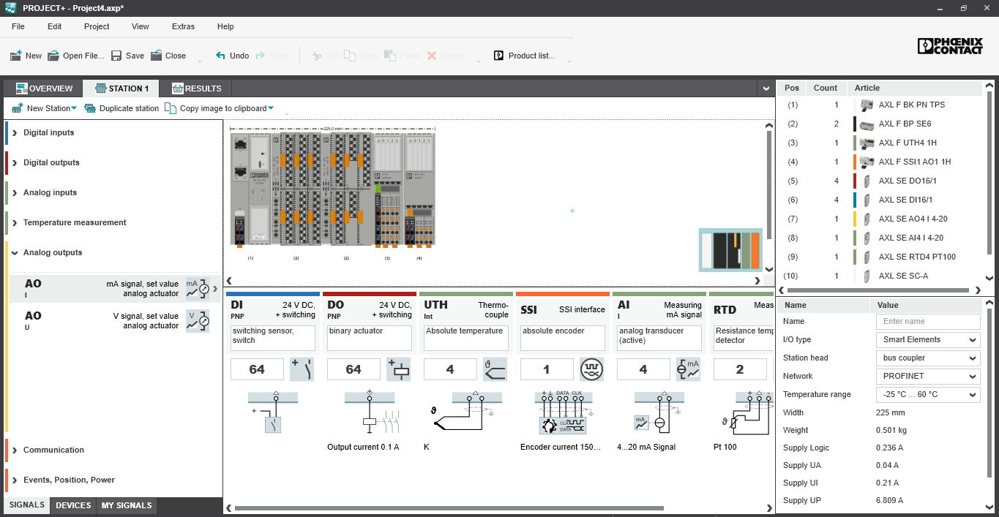 PROJECT+ - Project4.axp*
File Edit Project View Extras Help
New Open File... Save Close Undo Redo Cut Copy Paste Delete Product list...
PHŒNIX
CONTACT
OVERVIEW STATION 1 RESULTS
New Station Duplicate station Copy image to clipboard
Digital inputs
Digital outputs
Analog inputs
Temperature measurement
Analog outputs
AO
I
mA signal, set value
analog actuator
mA
AO
U
V signal, set value
analog actuator
V
Communication
Events, Position, Power
SIGNALS DEVICES MY SIGNALS
225.0 mm
(1) (2) (2) (3) (4)
DI
PNP
24 V DC,
+ switching
switching sensor,
switch
64
DO
PNP
24 V DC,
+ switching
binary actuator
64
Output current 0.1 A
UTH
Int
Thermo-
couple
Absolute temperature
4
K
SSI
SSI interface
absolute encoder
1
DATA CLK
CLK
DATA
Encoder current 150...
AI
I
Measuring
mA signal
analog transducer
(active)
4
mA
mA
4...20 mA Signal
RTD
Meas
Resistance temp
detector
2
Pt 100
Pos Count Article
(1) 1 AXL F BK PN TPS
(2) 2 AXL F BP SE6
(3) 1 AXL F UTH4 1H
(4) 1 AXL F SSI1 AO1 1H
(5) 4 AXL SE DO16/1
(6) 4 AXL SE DI16/1
(7) 1 AXL SE AO4 I 4-20
(8) 1 AXL SE AI4 I 4-20
(9) 1 AXL SE RTD4 PT100
(10) 1 AXL SE SC-A
Name Value
Name Enter name
I/O type Smart Elements
Station head bus coupler
Network PROFINET
Temperature range -25 °C ... 60 °C
Width 225 mm
Weight 0.501 kg
Supply Logic 0.236 A
Supply UA 0.04 A
Supply UI 0.21 A
Supply UP 6.809 A